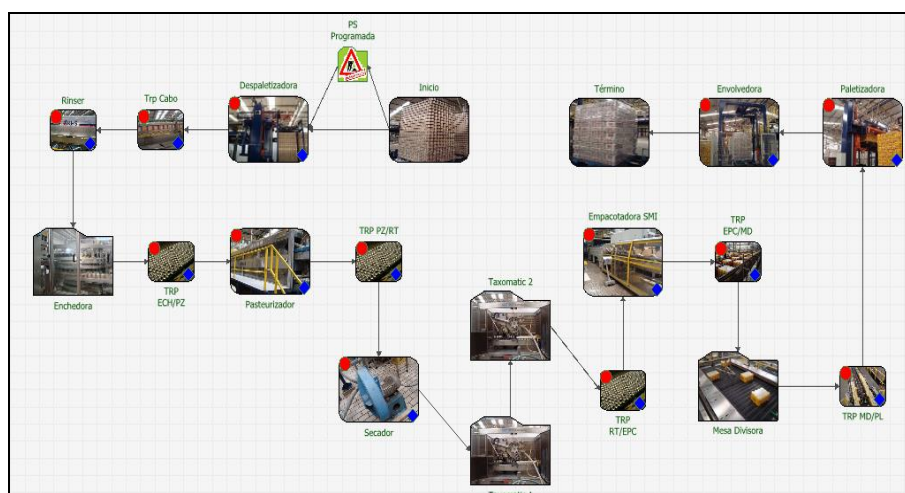 PS
Programada
Rinser
Trp Cabo
Despaletizadora
Inicio
Término
Envolvedora
Paletizadora
Enchedora
TRP
ECH/PZ
Pasteurizador
TRP PZ/RT
Taxomatic 2
Empacotadora SMI
TRP
EPC/MD
Secador
TRP
RT/EPC
Mesa Divisora
TRP MD/PL